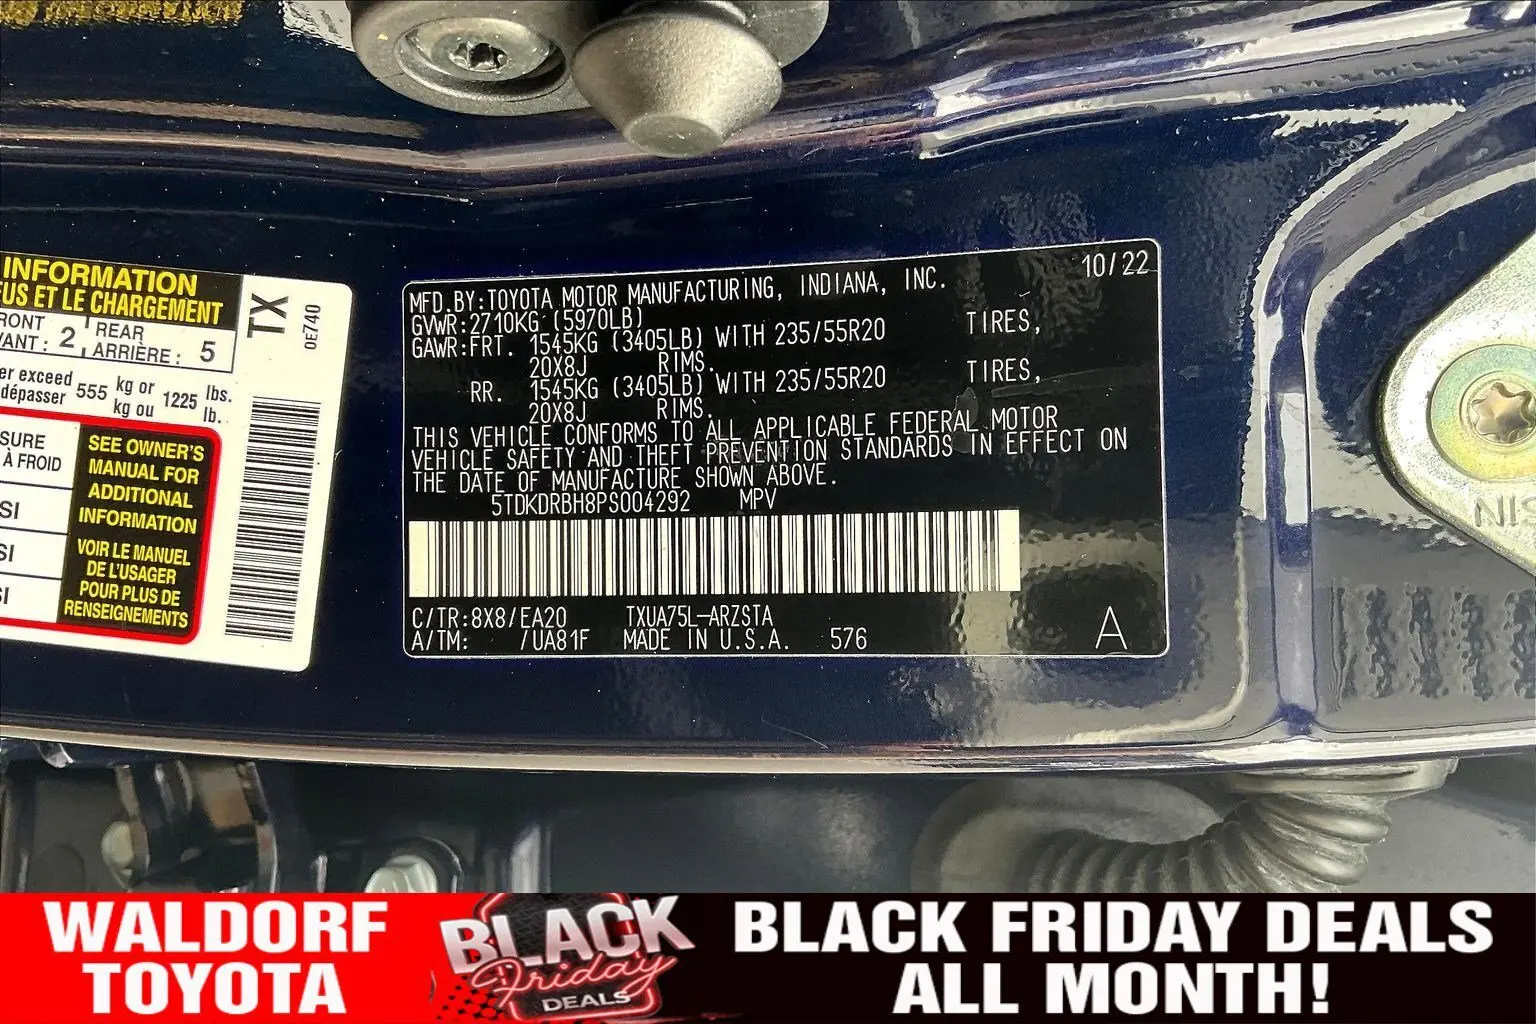 INFORMATION
EUS ET LE CHARGEMENT
RONT 2 REAR 5
VANT : ARRIÈRE :
er exceed 555 kg or 1225 lbs.
dépasser kg ou lb.
SURE
À FROID
SI
SI
SI
SEE OWNER'S
MANUAL FOR
ADDITIONAL
INFORMATION
VOIR LE MANUEL
DE L'USAGER
POUR PLUS DE
RENSEIGNEMENTS
TX
0E740
10/22
MFD.BY:TOYOTA MOTOR MANUFACTURING, INDIANA, INC.
GVWR:2710KG (5970LB)
GAWR:FRT. 1545KG (3405LB) WITH 235/55R20 TIRES,
20X8J RIMS.
RR. 1545KG (3405LB) WITH 235/55R20 TIRES,
20X8J RIMS.
THIS VEHICLE CONFORMS TO ALL APPLICABLE FEDERAL MOTOR
VEHICLE SAFETY AND THEFT PREVENTION STANDARDS IN EFFECT ON
THE DATE OF MANUFACTURE SHOWN ABOVE.
5TDKDRBH8PS004292 MPV
C/TR:8X8/EA20 TXUA75L-ARZSTA
A/TM: /UA81F MADE IN U.S.A. 576
A
NIS
WALDORF
TOYOTA
BLACK
Friday
DEALS
BLACK FRIDAY DEALS
ALL MONTH!